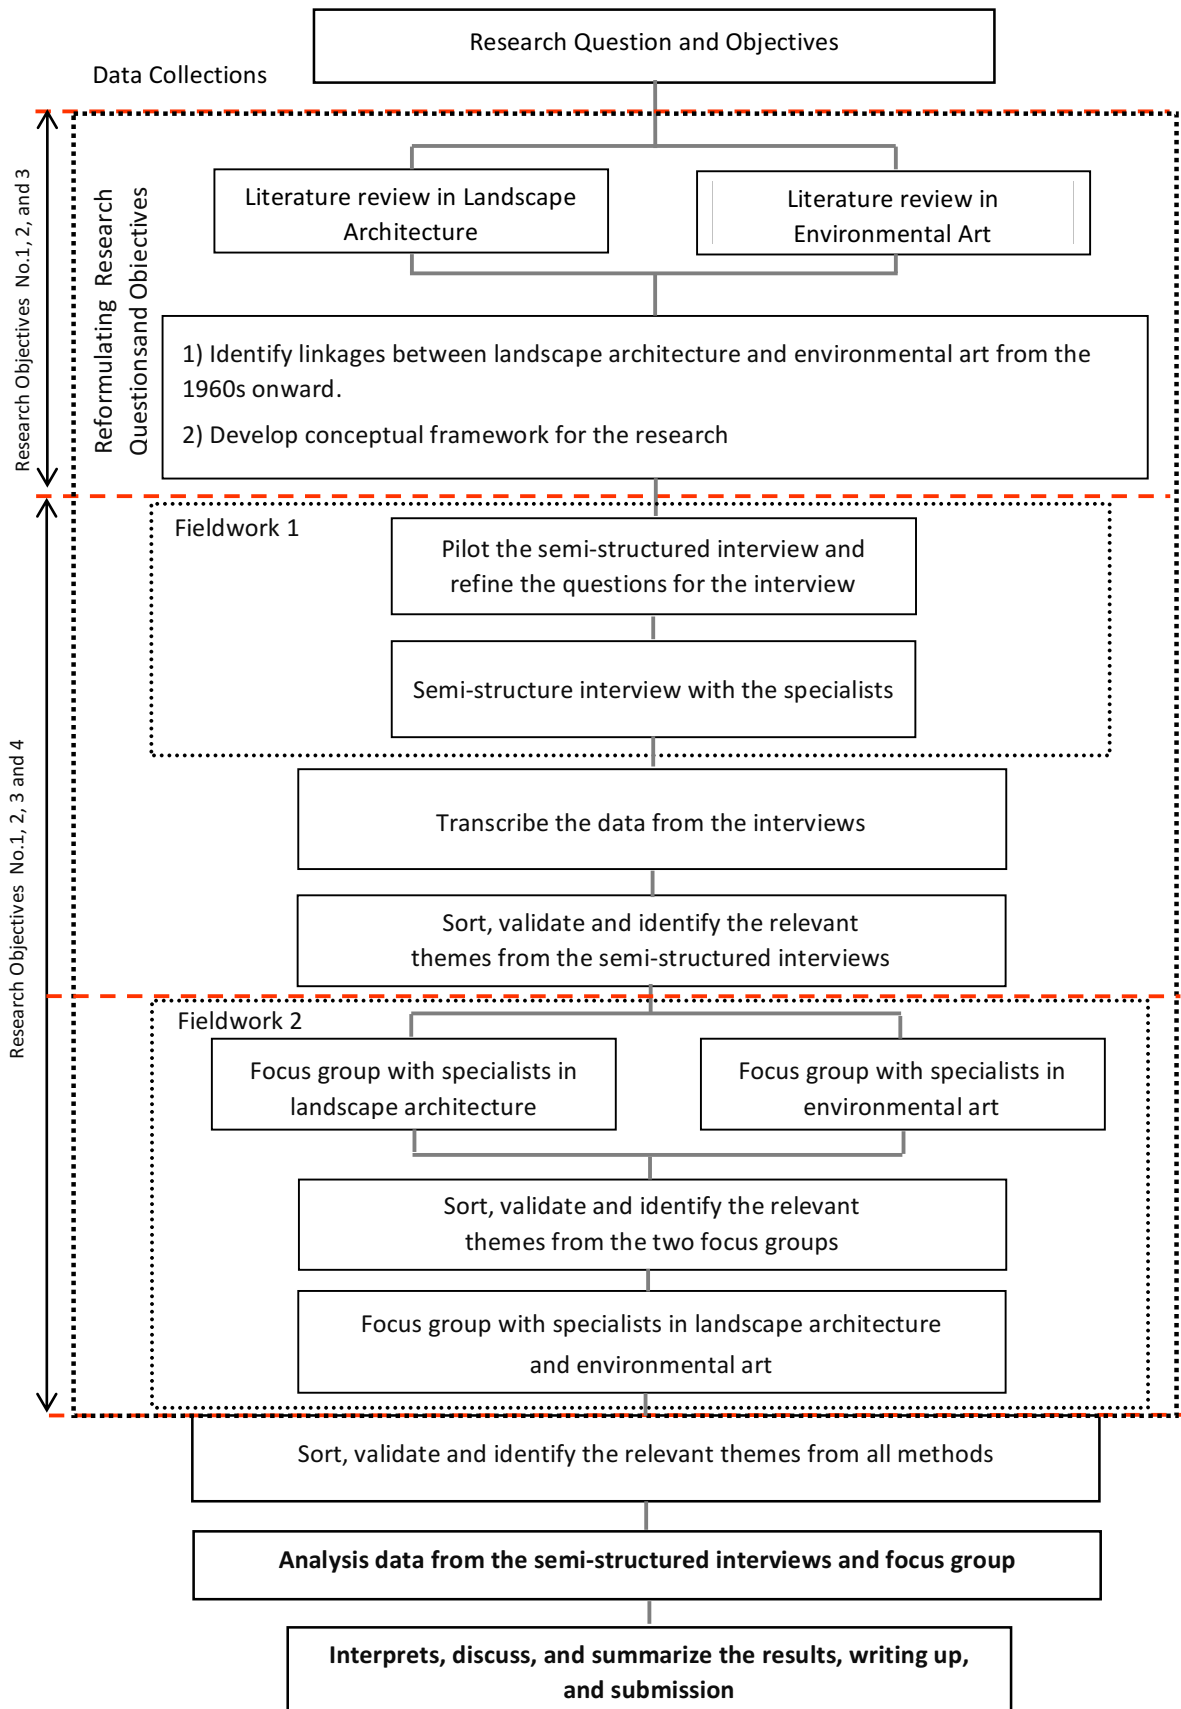 Research Question and Objectives
Data Collections
Research Objectives No.1, 2, and 3
Reformulating Research
Questionsand Obiectives
Literature review in Landscape
Architecture
Literature review in
Environmental Art
1) Identify linkages between landscape architecture and environmental art from the
1960s onward.
2) Develop conceptual framework for the research
Research Objectives No.1, 2, 3 and 4
Fieldwork 1
Pilot the semi-structured interview and
refine the questions for the interview
Semi-structure interview with the specialists
Transcribe the data from the interviews
Sort, validate and identify the relevant
themes from the semi-structured interviews
Fieldwork 2
Focus group with specialists in
landscape architecture
Focus group with specialists in
environmental art
Sort, validate and identify the relevant
themes from the two focus groups
Focus group with specialists in landscape architecture
and environmental art
Sort, validate and identify the relevant themes from all methods
Analysis data from the semi-structured interviews and focus group
Interprets, discuss, and summarize the results, writing up,
and submission